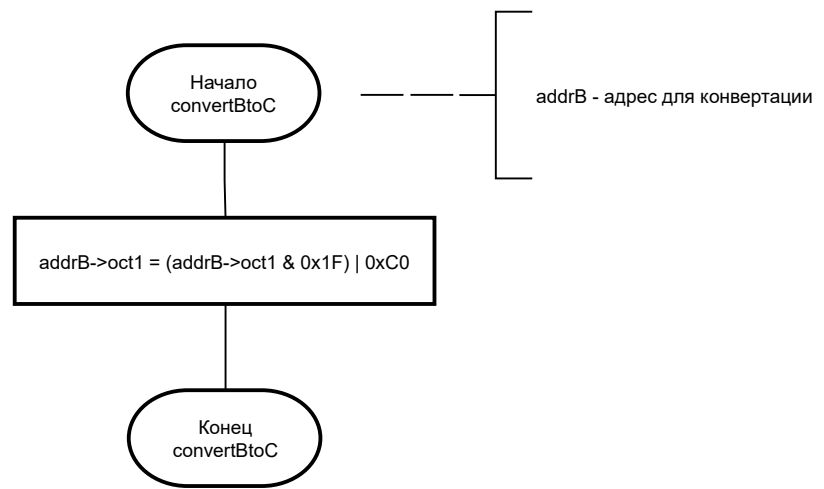 Начало
convertBtoC
addrB - адрес для конвертации
addrB->oct1 = (addrB->oct1 & 0x1F) | 0xC0
Конец
convertBtoC